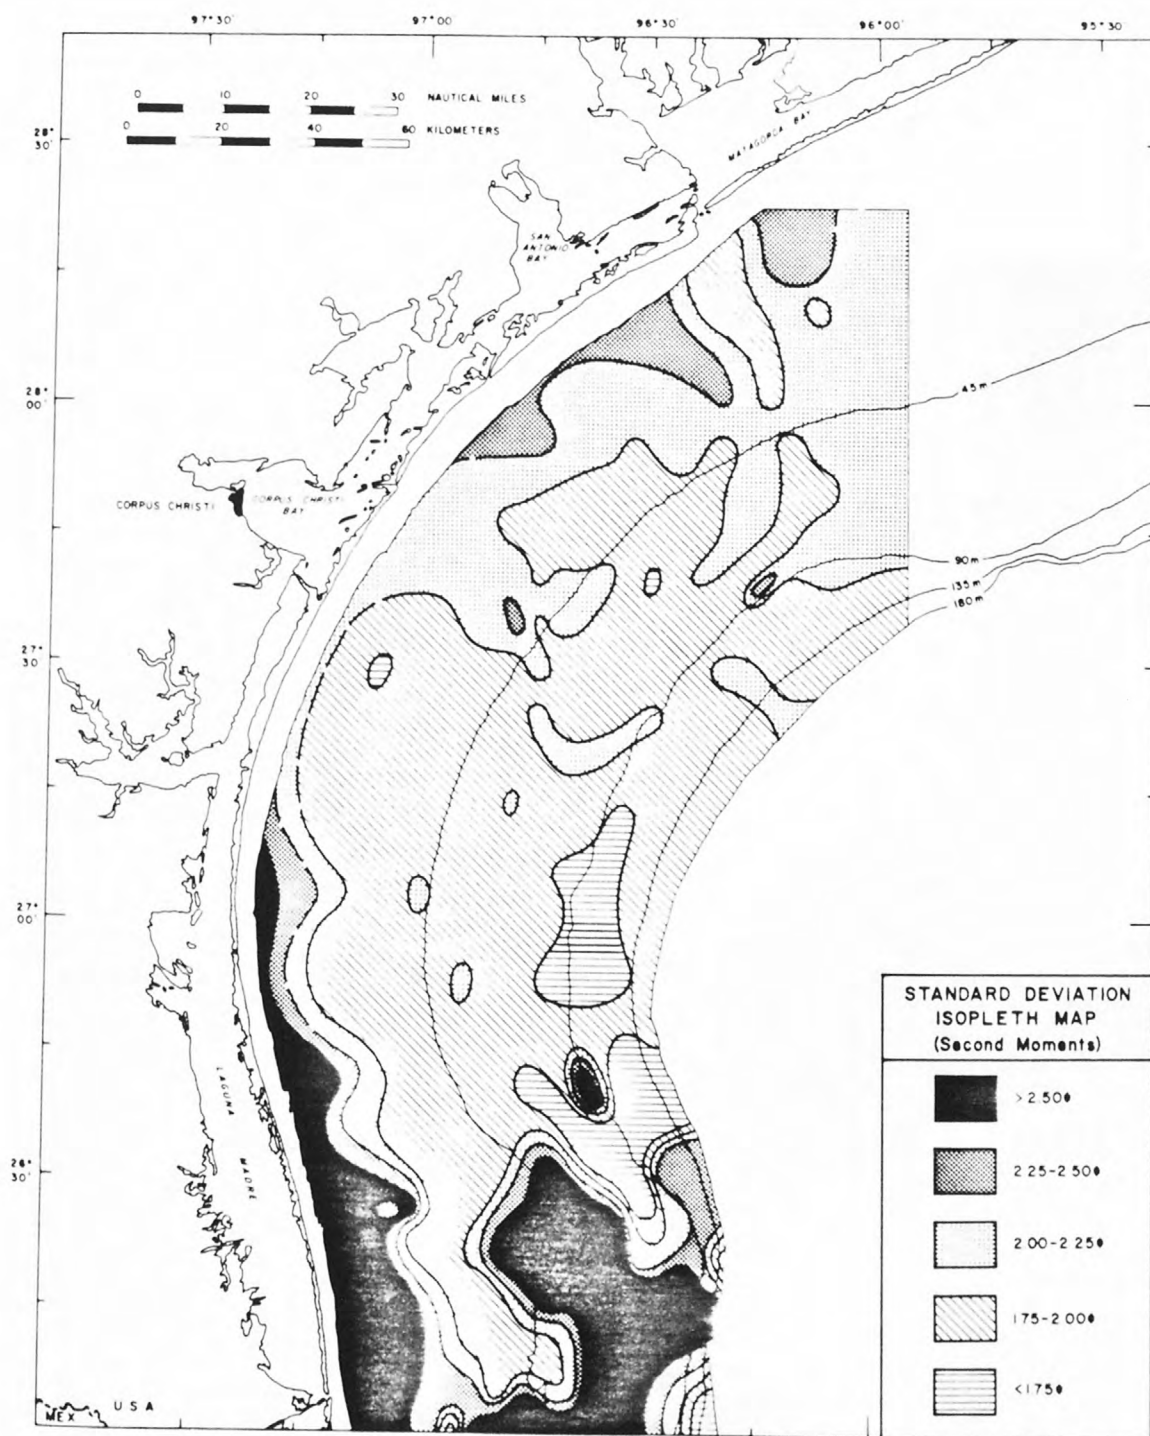 97°30' 97°00' 96°30' 96°00' 95°30'
0 10 20 30 NAUTICAL MILES
0 20 40 60 KILOMETERS
28°
30'
MATAGORDA BAY
SAN
ANTONIO
BAY
28°
00'
45m
CORPUS CHRISTI
CORPUS CHRISTI
BAY
90m
135m
180m
27°
30'
27°
00'
STANDARD DEVIATION
ISOPLETH MAP
(Second Moments)
>2.50ϕ
2.25-2.50ϕ
2.00-2.25ϕ
1.75-2.00ϕ
<1.75ϕ
LAGUNA
MADRE
26°
30'
USA
MEX